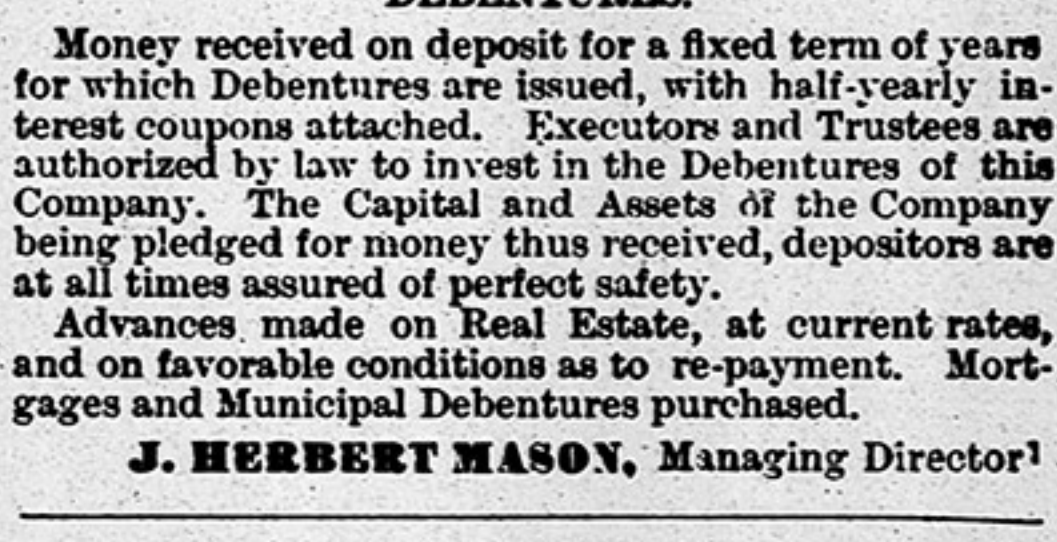 DEBENTURES.
Money received on deposit for a fixed term of years
for which Debentures are issued, with half-yearly in-
terest coupons attached. Executors and Trustees are
authorized by law to invest in the Debentures of this
Company. The Capital and Assets of the Company
being pledged for money thus received, depositors are
at all times assured of perfect safety.
Advances made on Real Estate, at current rates,
and on favorable conditions as to re-payment. Mort-
gages and Municipal Debentures purchased.
J. HERBERT MASON, Managing Director